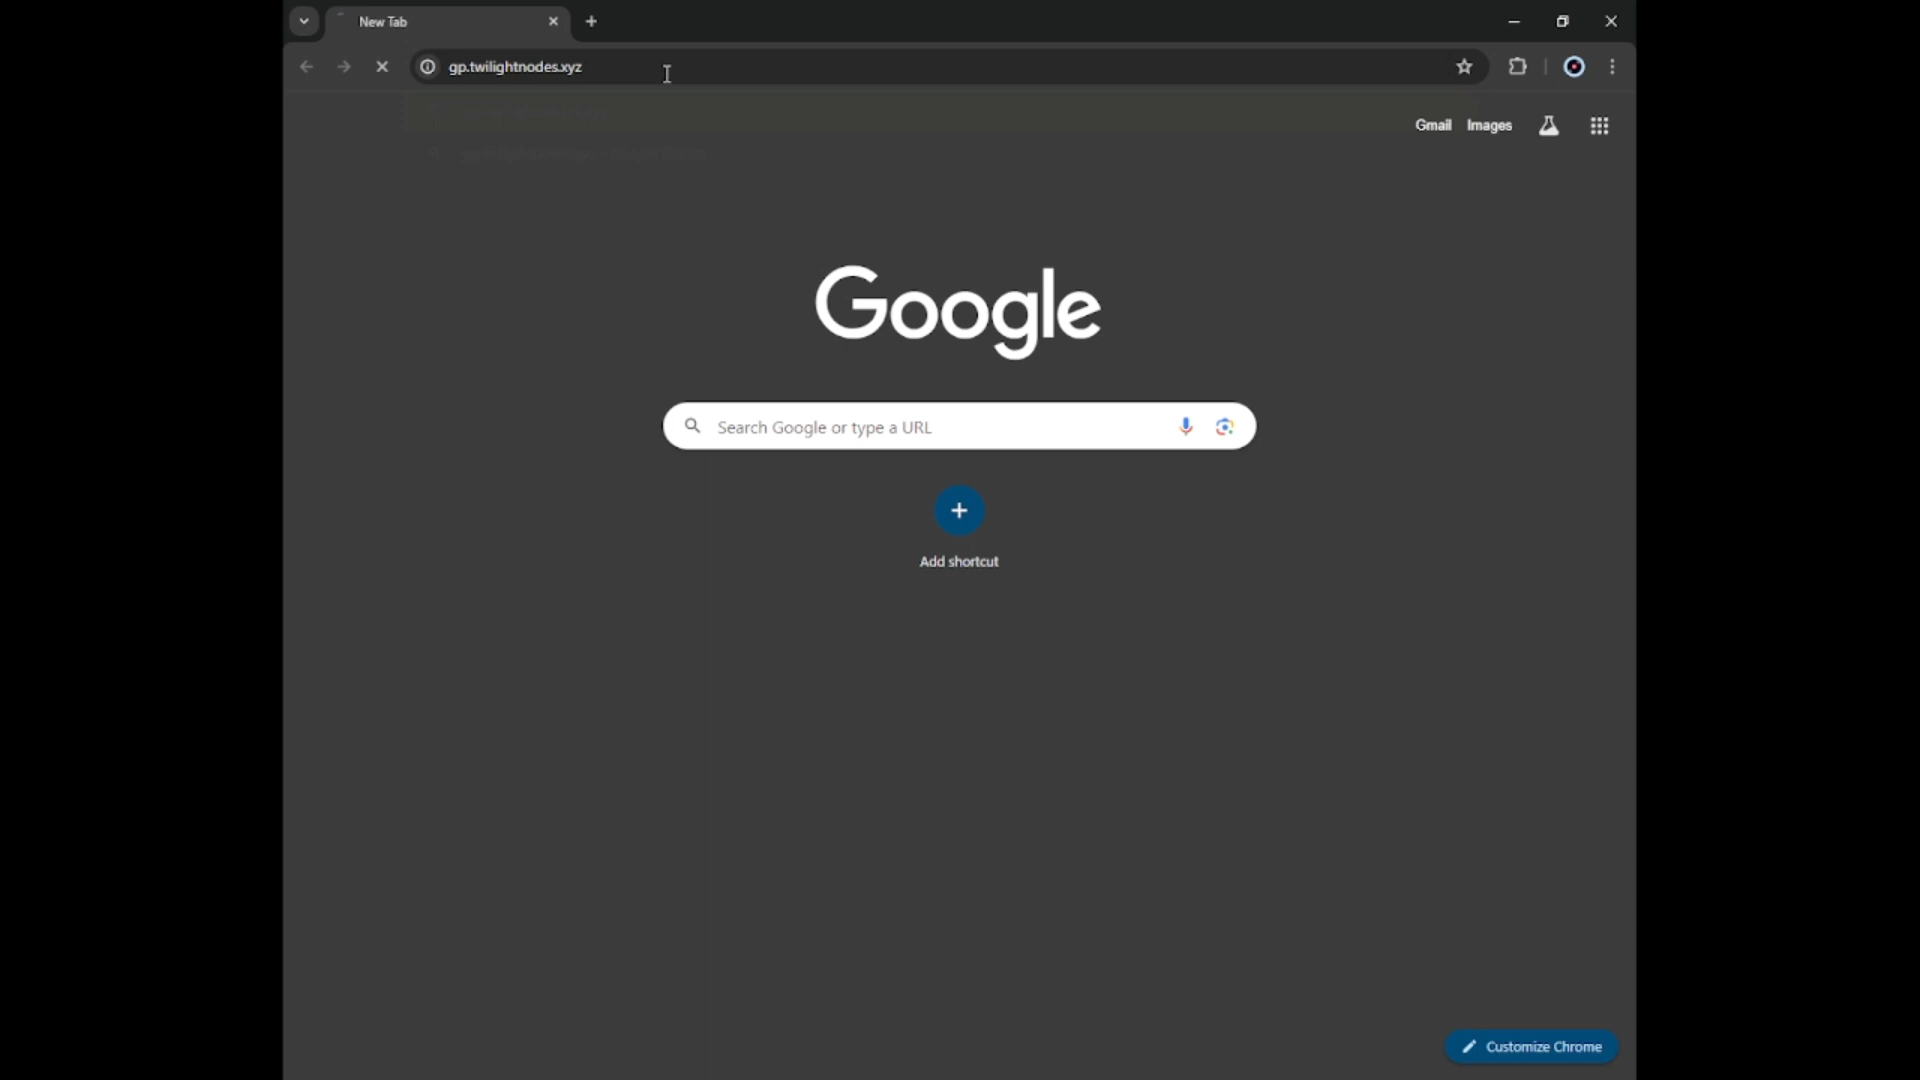 New Tab
gp.twilightnodes.xyz
Gmail Images
Google
Search Google or type a URL
Add shortcut
Customize Chrome